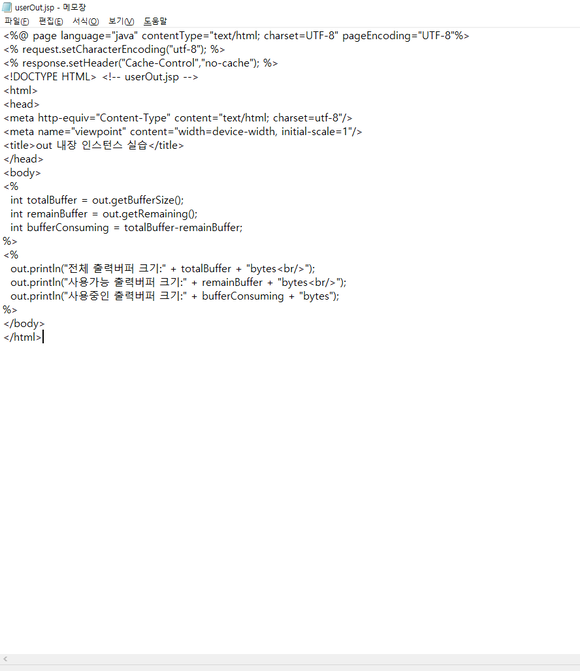 userOut.jsp - 메모장
파일(F) 편집(E) 서식(O) 보기(V) 도움말
<%@ page language="java" contentType="text/html; charset=UTF-8" pageEncoding="UTF-8"%>
<% request.setCharacterEncoding("utf-8"); %>
<% response.setHeader("Cache-Control","no-cache"); %>
<!DOCTYPE HTML> <!-- userOut.jsp -->
<html>
<head>
<meta http-equiv="Content-Type" content="text/html; charset=utf-8"/>
<meta name="viewpoint" content="width=device-width, initial-scale=1"/>
<title>out 내장 인스턴스 실습</title>
</head>
<body>
<%
int totalBuffer = out.getBufferSize();
int remainBuffer = out.getRemaining();
int bufferConsuming = totalBuffer-remainBuffer;
%>
<%
out.println("전체 출력버퍼 크기:" + totalBuffer + "bytes<br/>");
out.println("사용가능 출력버퍼 크기:" + remainBuffer + "bytes<br/>");
out.println("사용중인 출력버퍼 크기:" + bufferConsuming + "bytes");
%>
</body>
</html>